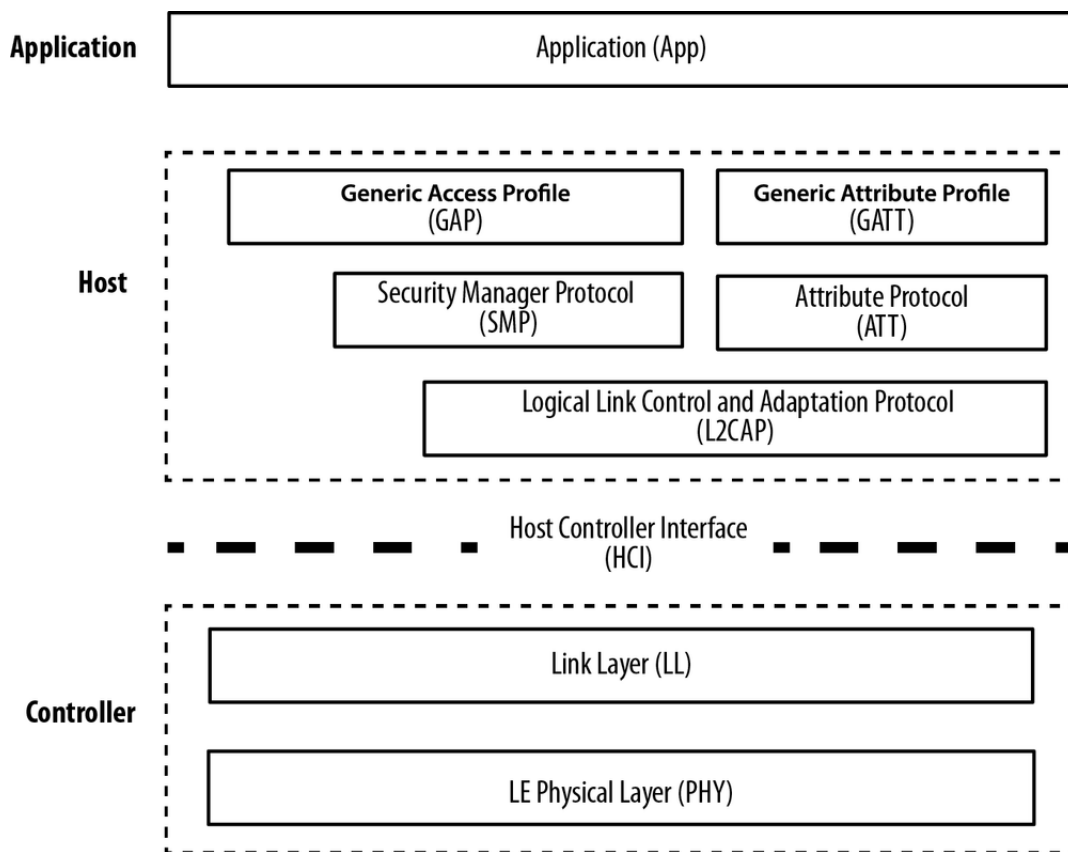 Application
Application (App)
Host
Generic Access Profile
(GAP)
Generic Attribute Profile
(GATT)
Security Manager Protocol
(SMP)
Attribute Protocol
(ATT)
Logical Link Control and Adaptation Protocol
(L2CAP)
Host Controller Interface
(HCI)
Controller
Link Layer (LL)
LE Physical Layer (PHY)